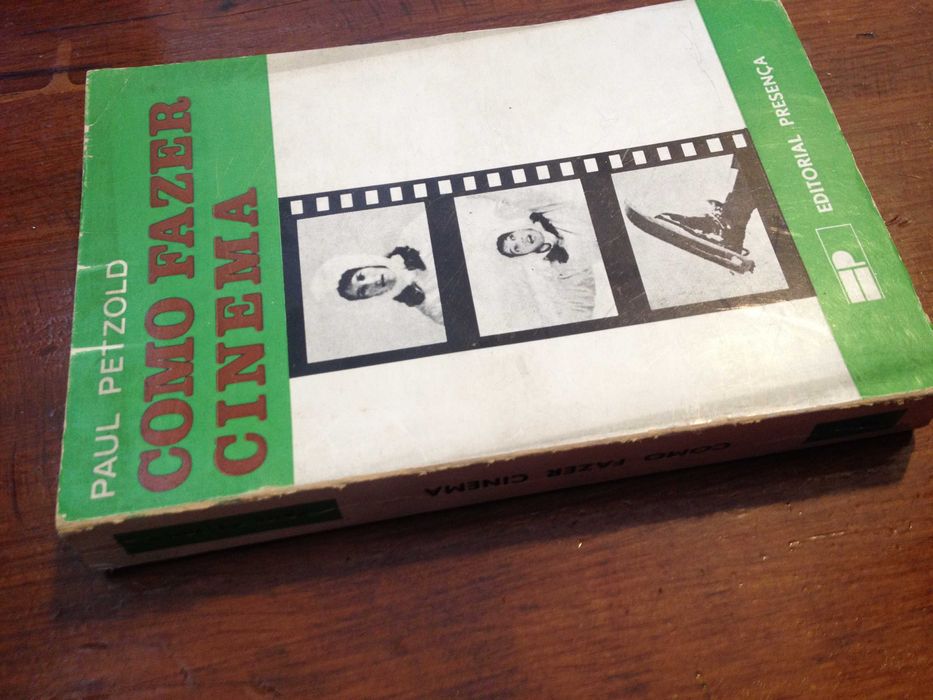 PAUL PETZOLD
COMO FAZER
CINEMA
EP
EDITORIAL PRESENÇA
COMO FAZER CINEMA